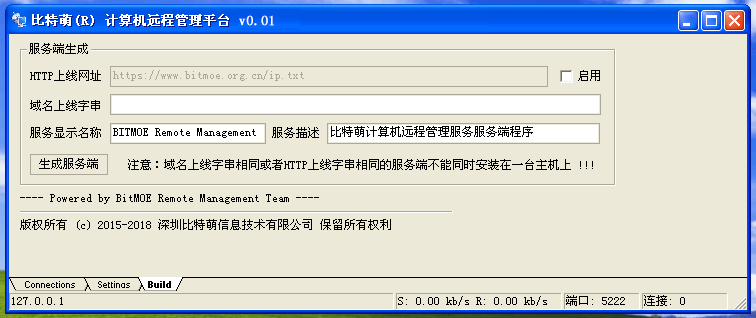 比特萌(R) 计算机远程管理平台 v0.01
服务端生成
HTTP上线网址 https://www.bitmoe.org.cn/ip.txt 启用
域名上线字串
服务显示名称 BITMOE Remote Management 服务描述 比特萌计算机远程管理服务服务端程序
生成服务端 注意：域名上线字串相同或者HTTP上线字串相同的服务端不能同时安装在一台主机上 !!!
---- Powered by BitMOE Remote Management Team ----
版权所有 (c) 2015-2018 深圳比特萌信息技术有限公司 保留所有权利
Connections Settings Build
127.0.0.1 S: 0.00 kb/s R: 0.00 kb/s 端口: 5222 连接: 0